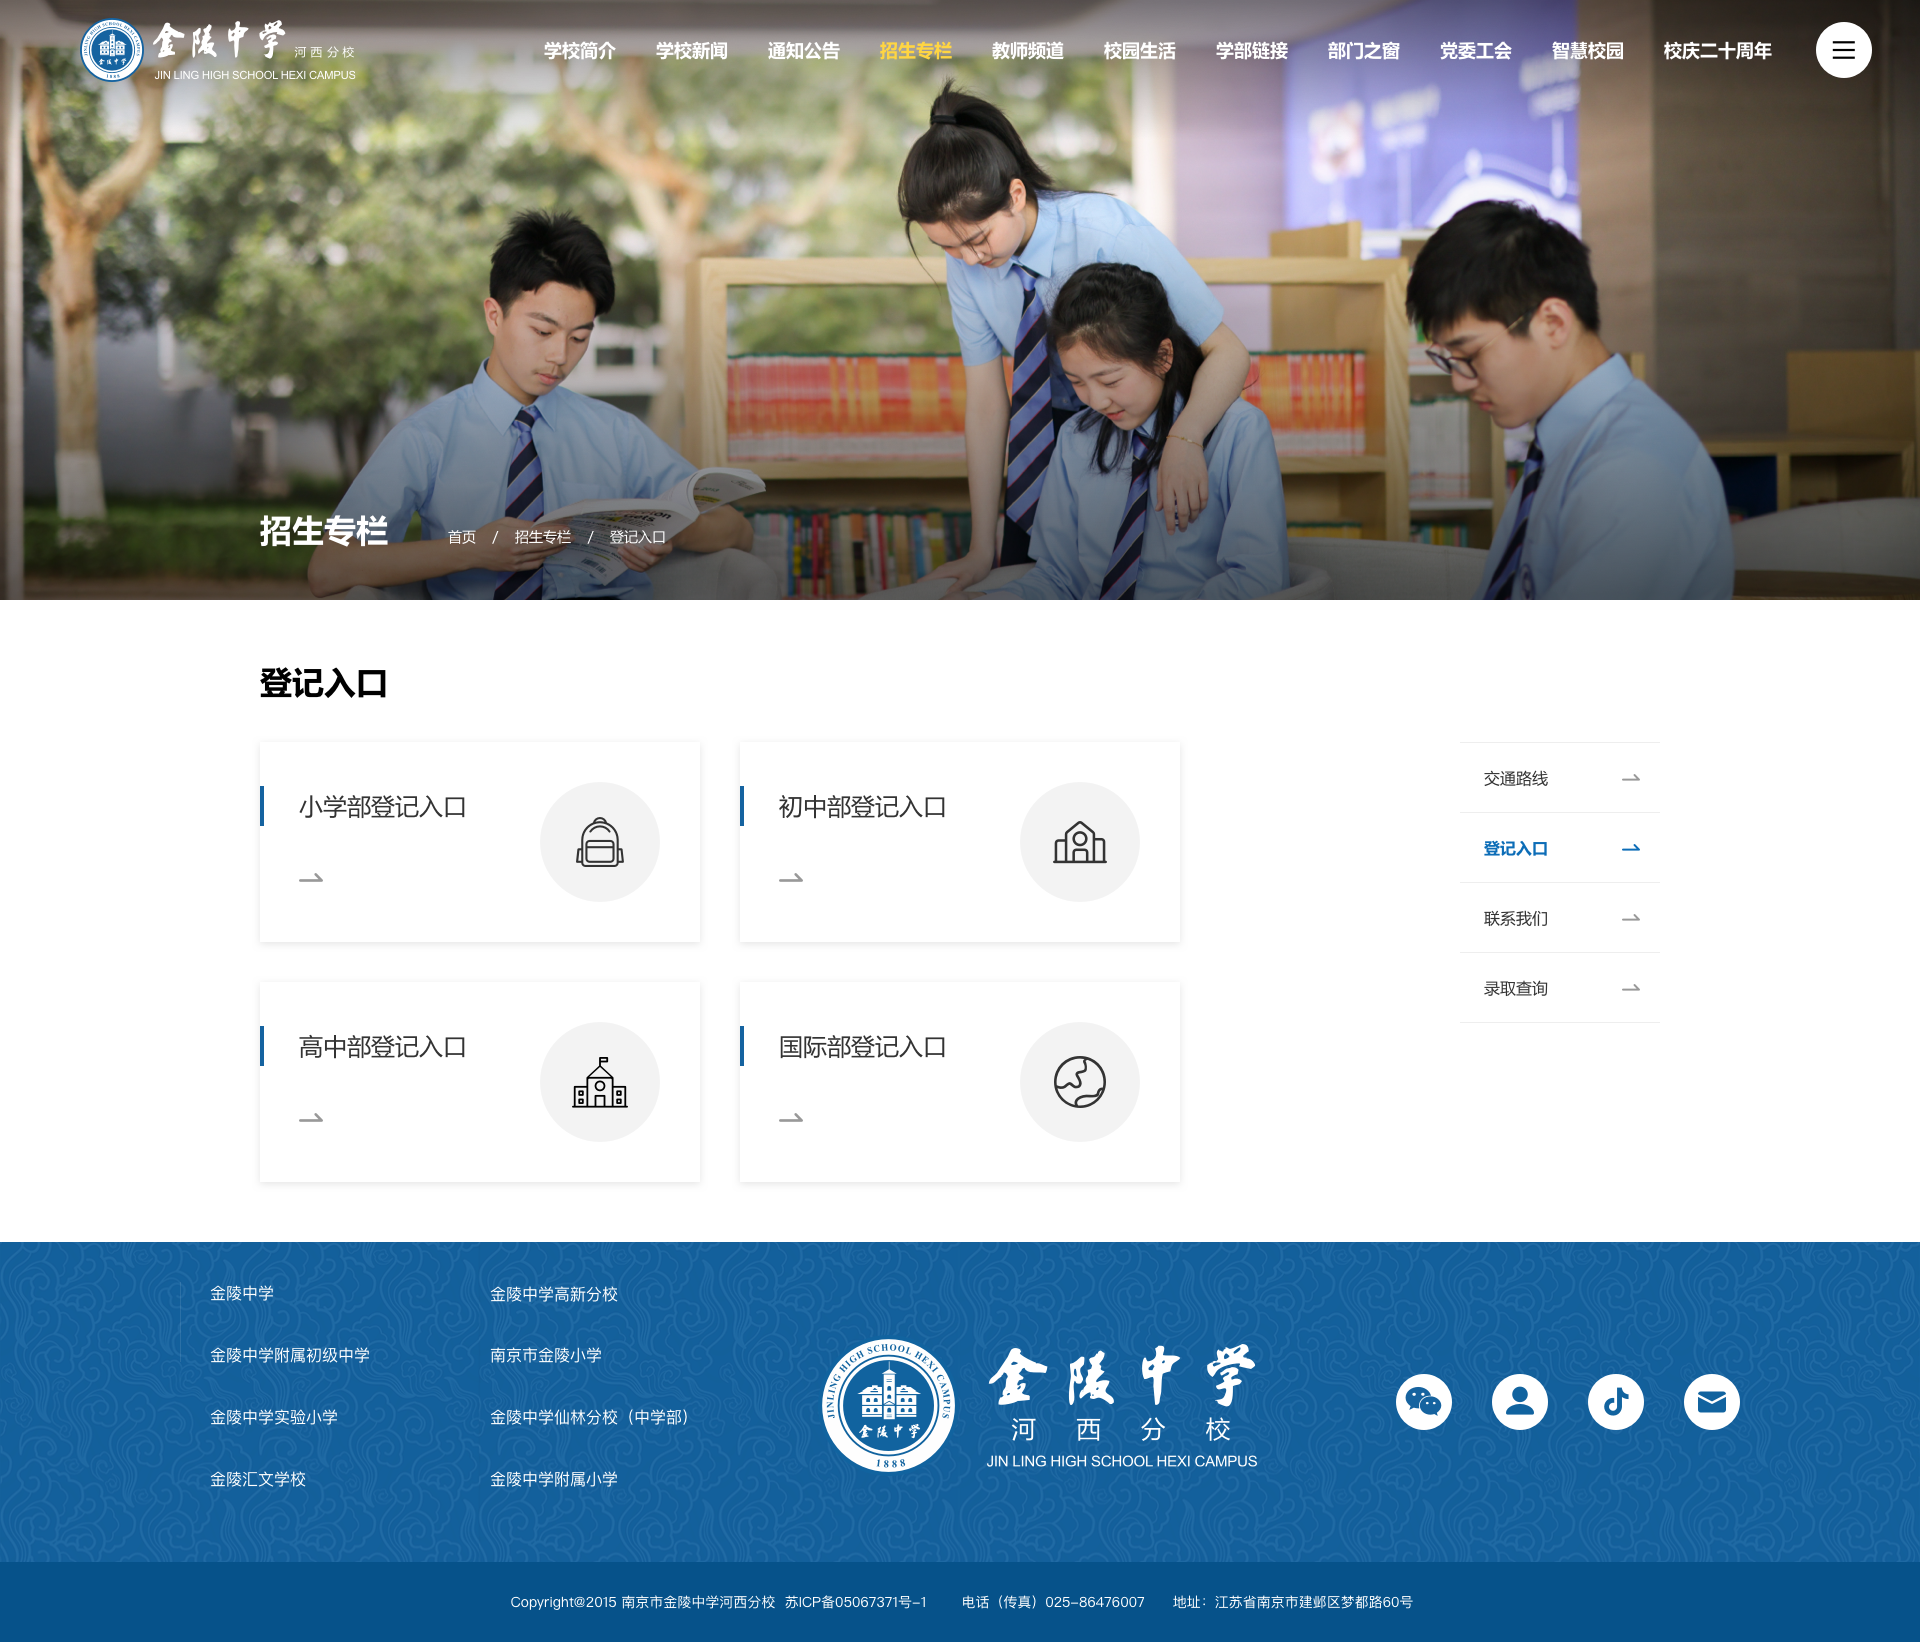 金陵中学 河西分校
JIN LING HIGH SCHOOL HEXI CAMPUS
学校简介 学校新闻 通知公告 招生专栏 教师频道 校园生活 学部链接 部门之窗 党委工会 智慧校园 校庆二十周年
招生专栏 首页 / 招生专栏 / 登记入口
登记入口
小学部登记入口
初中部登记入口
高中部登记入口
国际部登记入口
交通路线
登记入口
联系我们
录取查询
金陵中学
金陵中学高新分校
金陵中学附属初级中学
南京市金陵小学
金陵中学实验小学
金陵中学仙林分校（中学部）
金陵汇文学校
金陵中学附属小学
JINLING HIGH SCHOOL HEXI CAMPUS
金陵中学
1888
金陵中学
河西分校
JIN LING HIGH SCHOOL HEXI CAMPUS
Copyright@2015 南京市金陵中学河西分校 苏ICP备05067371号-1 电话（传真）025-86476007 地址：江苏省南京市建邺区梦都路60号